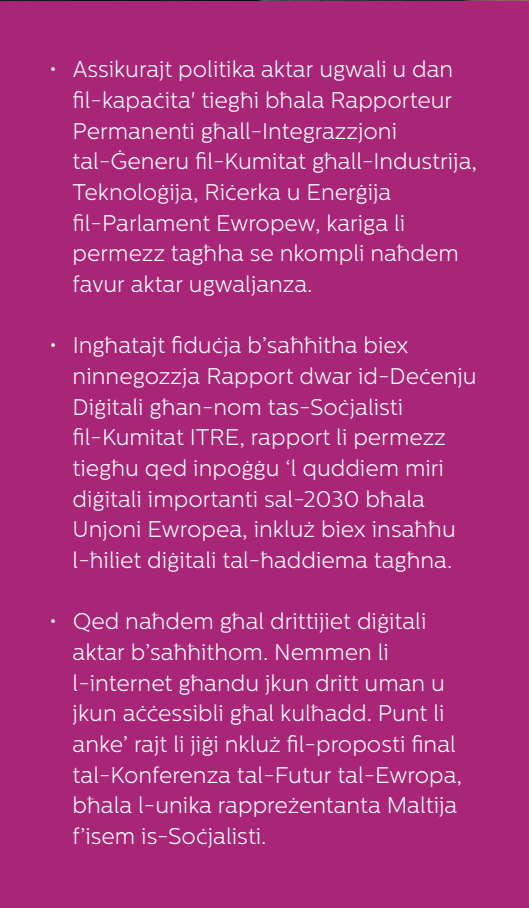 • Assikurajt politika aktar ugwali u dan
fil-kapaċita' tiegħi bħala Rapporteur
Permanenti għall-Integrazzjoni
tal-Ġeneru fil-Kumitat għall-Industrija,
Teknoloġija, Riċerka u Enerġija
fil-Parlament Ewropew, kariga li
permezz tagħha se nkompli naħdem
favur aktar ugwaljanza.
• Ingħatajt fiduċja b’saħħitha biex
ninnegozzja Rapport dwar id-Deċenju
Diġitali għan-nom tas-Soċjalisti
fil-Kumitat ITRE, rapport li permezz
tiegħu qed inpoġġu ‘l quddiem miri
diġitali importanti sal-2030 bħala
Unjoni Ewropea, inkluż biex insaħħu
l-ħiliet diġitali tal-ħaddiema tagħna.
• Qed naħdem għal drittijiet diġitali
aktar b’saħħithom. Nemmen li
l-internet għandu jkun dritt uman u
jkun aċċessibli għal kulħadd. Punt li
anke’ rajt li jiġi nkluż fil-proposti final
tal-Konferenza tal-Futur tal-Ewropa,
bħala l-unika rappreżentanta Maltija
f’isem is-Soċjalisti.